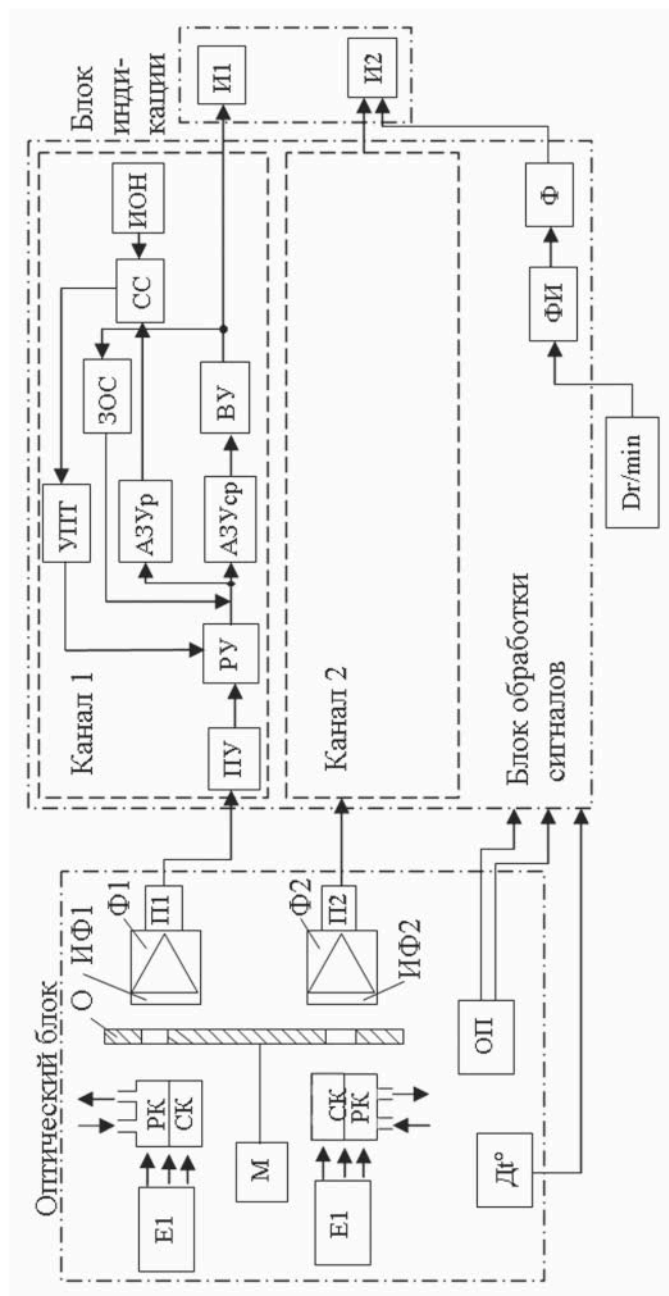 Оптический блок
О
ИФ1
Ф1
П1
РК
СК
Е1
М
СК
РК
Е1
Ф2
П2
ИФ2
ОП
Дt°
Канал 1
ПУ
РУ
УПТ
ЗОС
АЗУр
АЗУср
ВУ
СС
ИОН
Канал 2
Блок обработки
сигналов
Dr/min
ФИ
Ф
Блок
инди-
кации
И1
И2